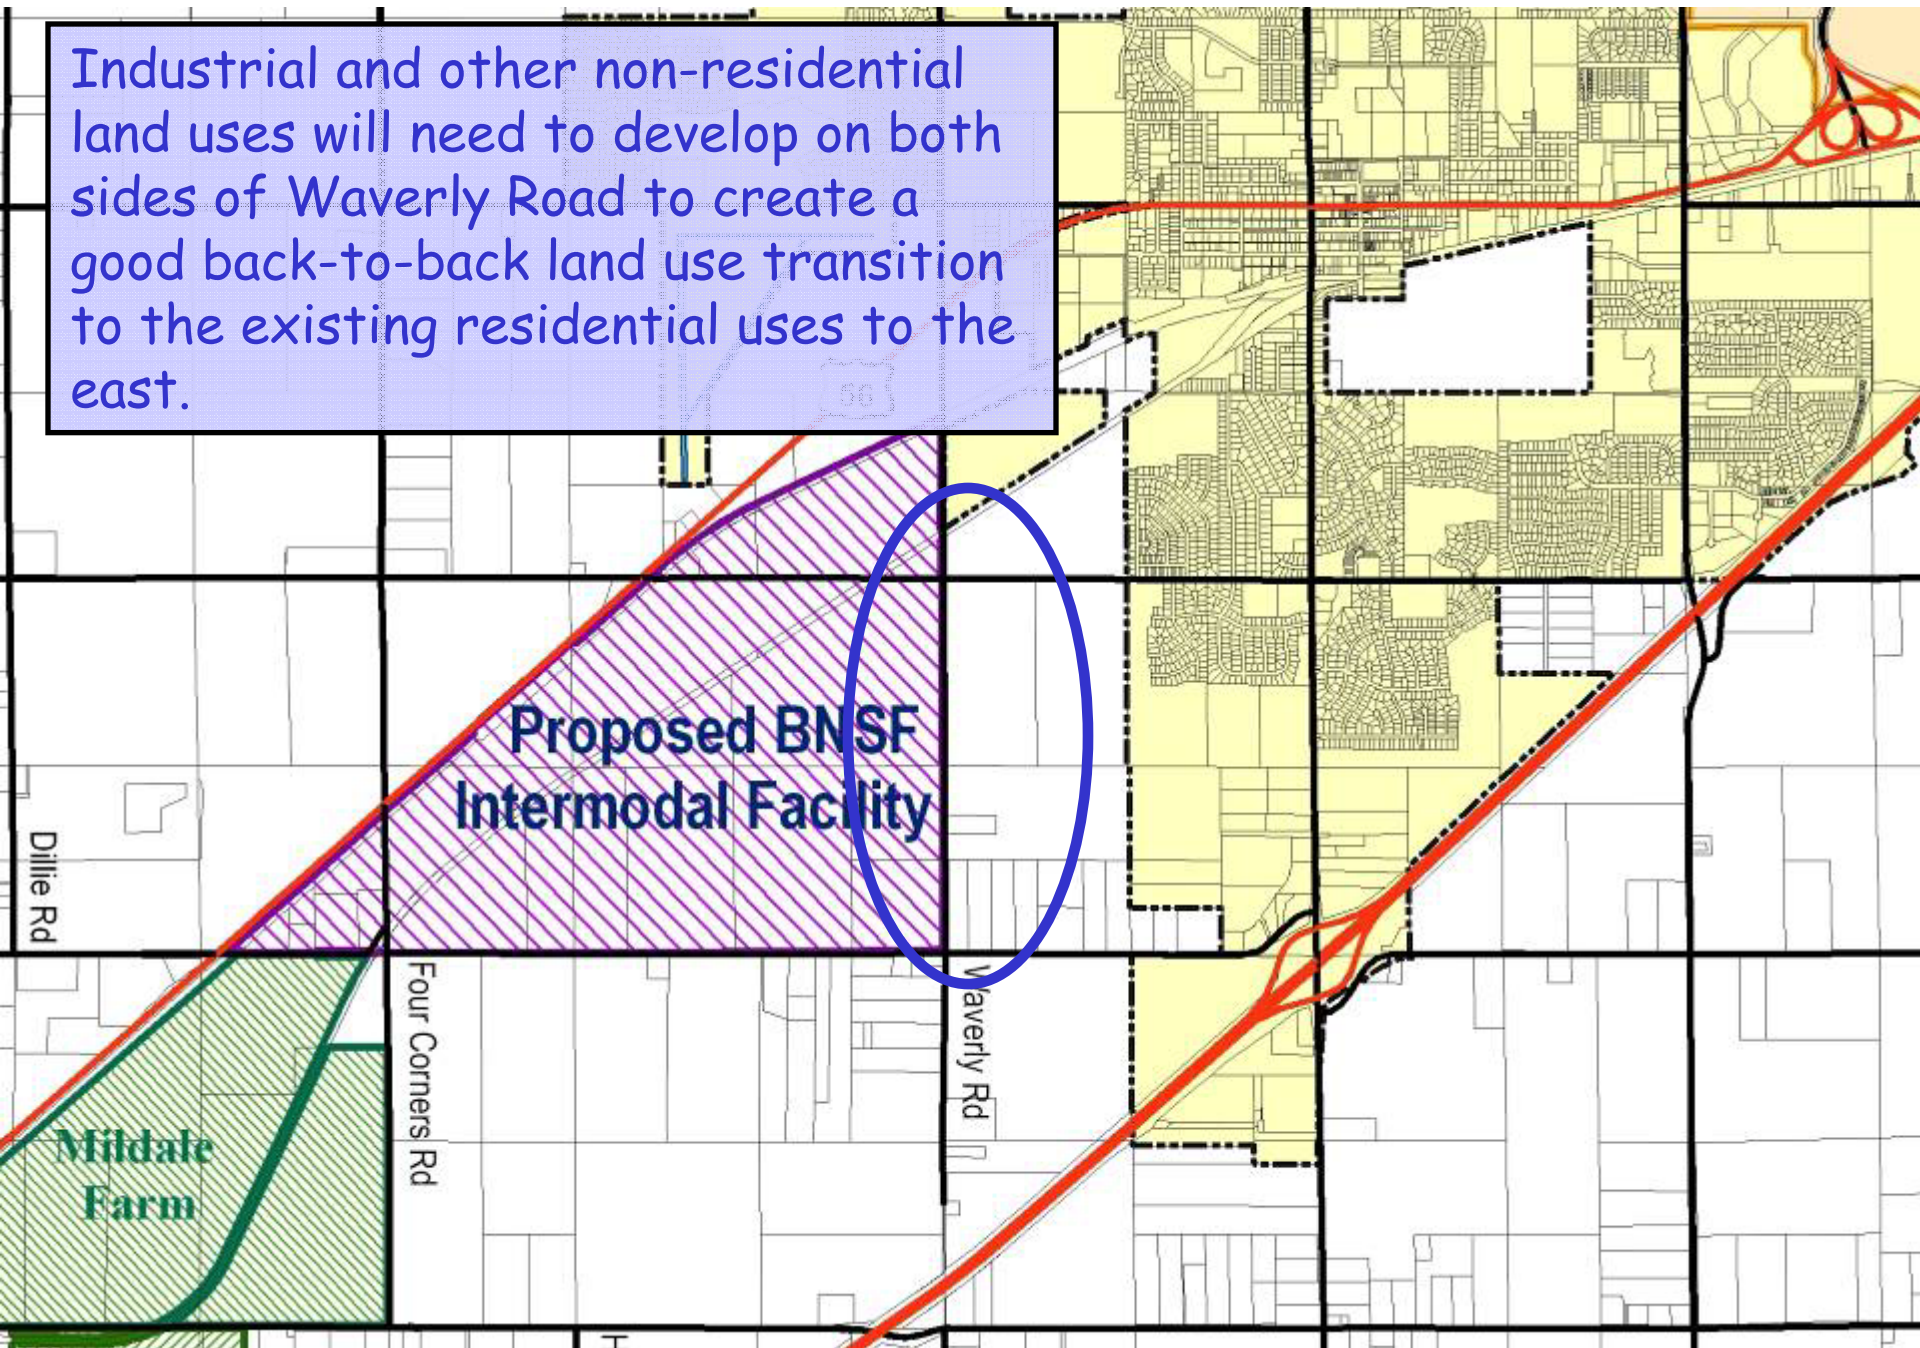 Industrial and other non-residential
land uses will need to develop on both
sides of Waverly Road to create a
good back-to-back land use transition
to the existing residential uses to the
east.
56
Proposed BNSF
Intermodal Facility
Dillie Rd
Four Corners Rd
Waverly Rd
Mildale
Farm
H